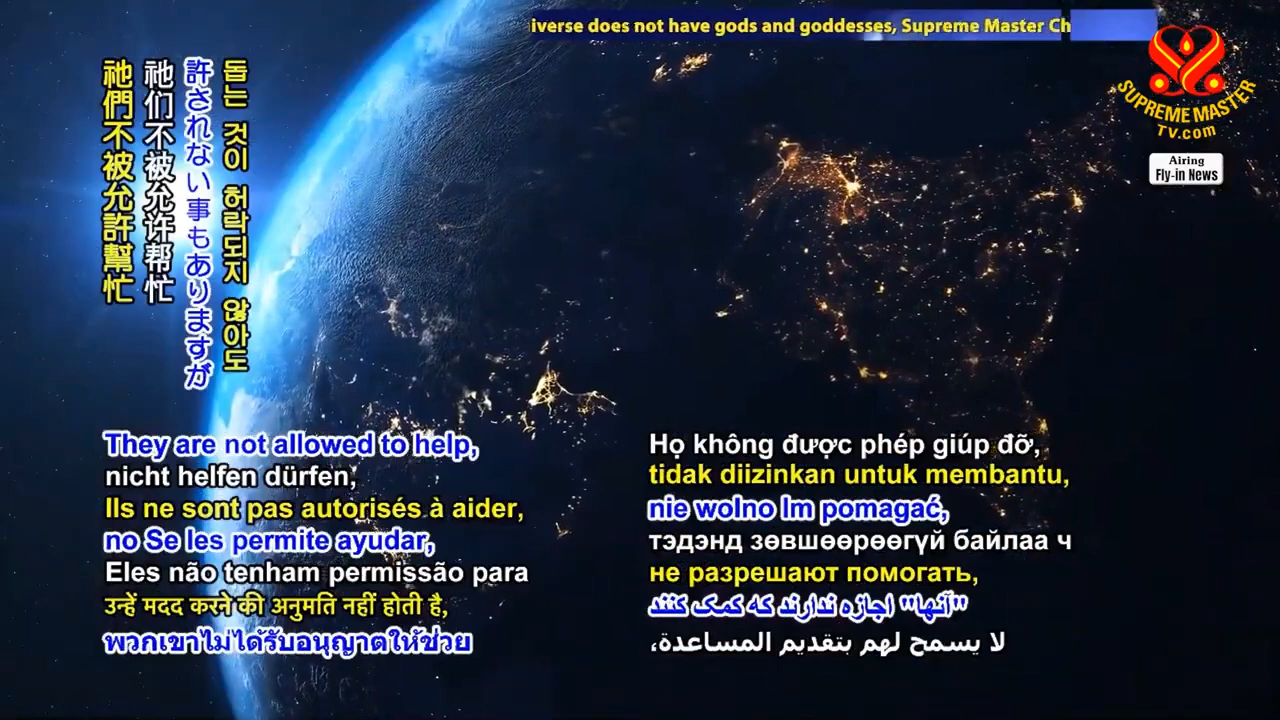 iverse does not have gods and goddesses, Supreme Master Ch
SUPREME MASTER
TV.com
Airing
Fly-in News
돕는 것이 허락되지 않아도
許されない事もありますが
祂们不被允许帮忙
祂們不被允許幫忙
They are not allowed to help,
nicht helfen dürfen,
Ils ne sont pas autorisés à aider,
no Se les permite ayudar,
Eles não tenham permissão para
उन्हें मदद करने की अनुमति नहीं होती है,
พวกเขาไม่ได้รับอนุญาตให้ช่วย
Họ không được phép giúp đỡ,
tidak diizinkan untuk membantu,
nie wolno Im pomagać,
тэдэнд зөвшөөрөөгүй байлаа ч
не разрешают помогать,
"آنها" اجازه ندارند که کمک کنند
لا يسمح لهم بتقديم المساعدة،